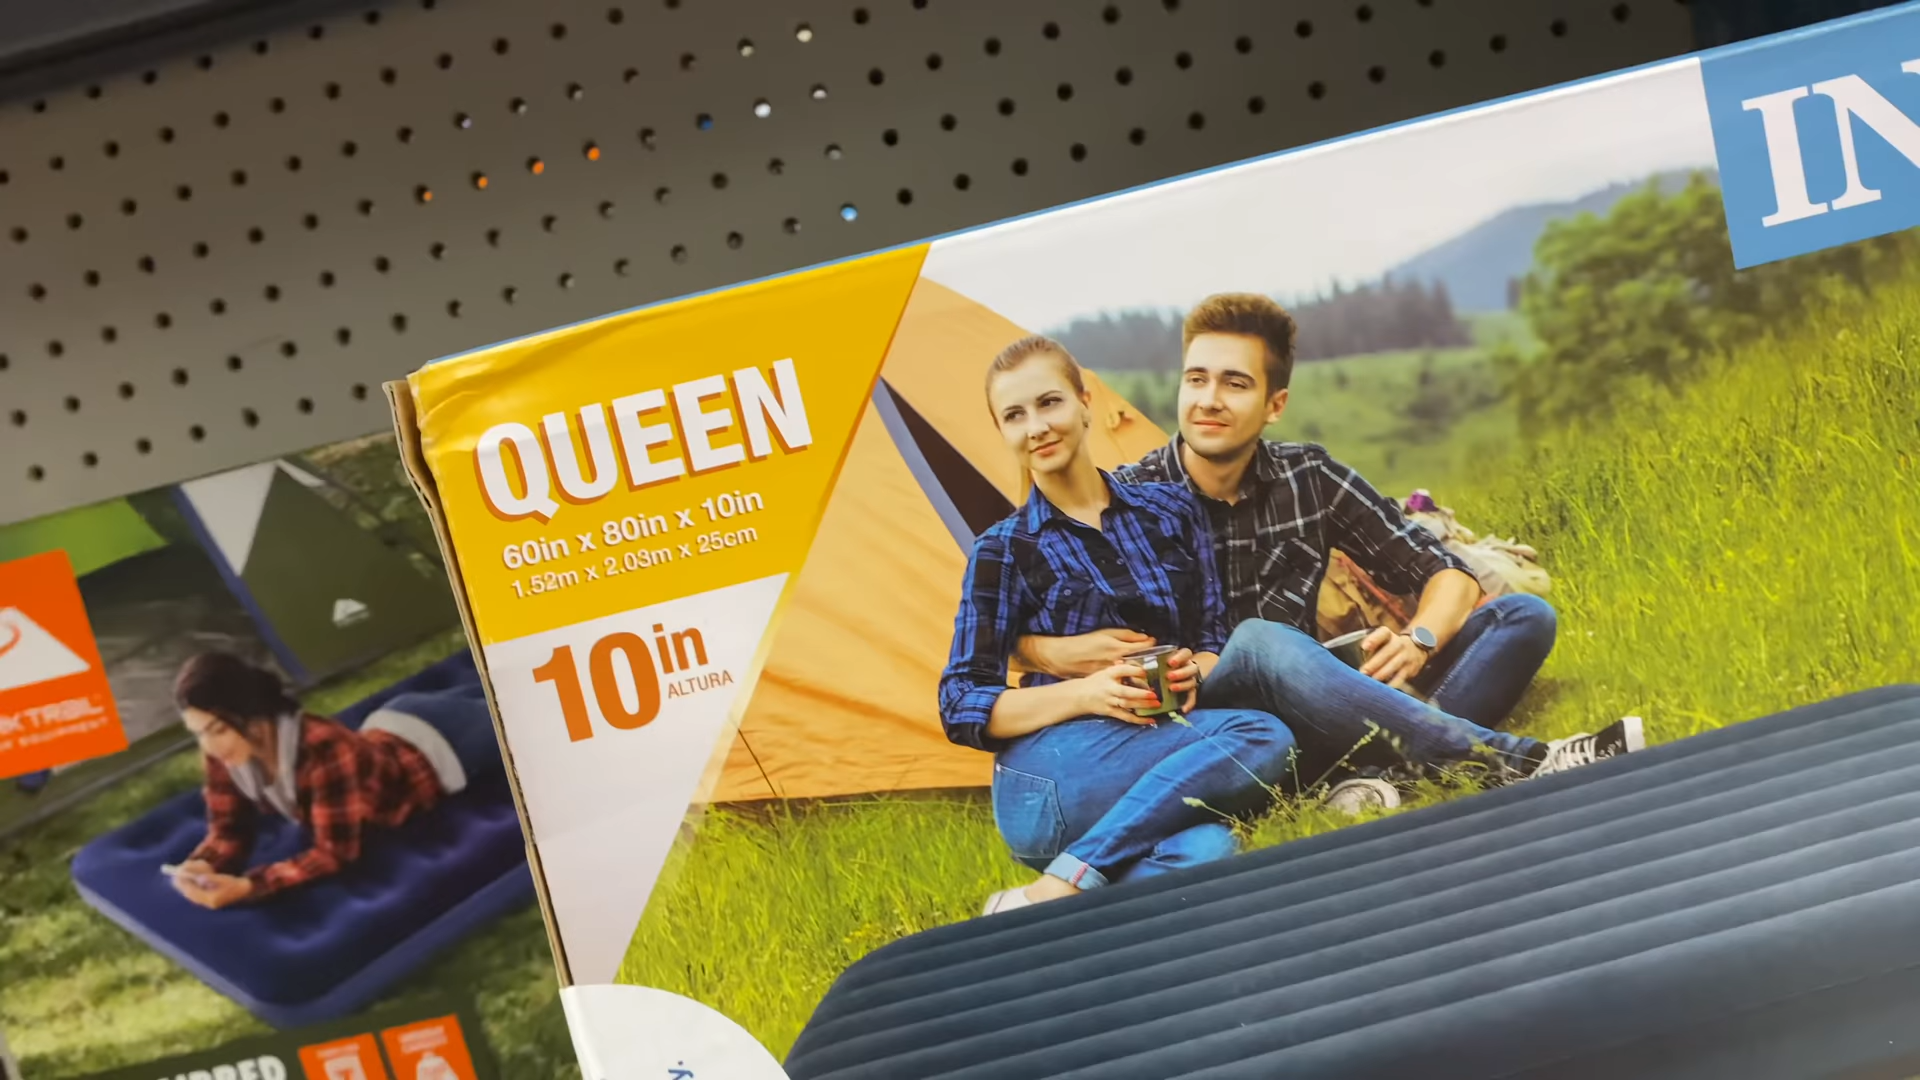 IN
QUEEN
60in x 80in x 10in
1.52m x 2.03m x 25cm
10in
ALTURA